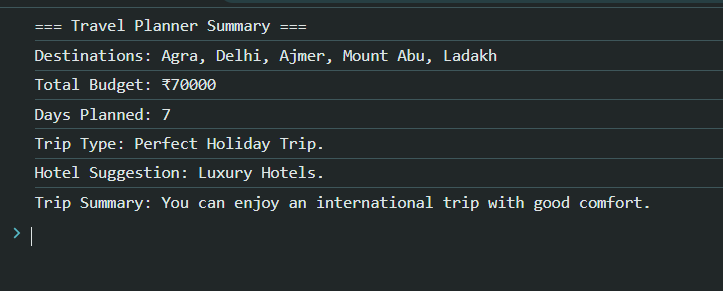 === Travel Planner Summary ===
Destinations: Agra, Delhi, Ajmer, Mount Abu, Ladakh
Total Budget: ₹70000
Days Planned: 7
Trip Type: Perfect Holiday Trip.
Hotel Suggestion: Luxury Hotels.
Trip Summary: You can enjoy an international trip with good comfort.
>